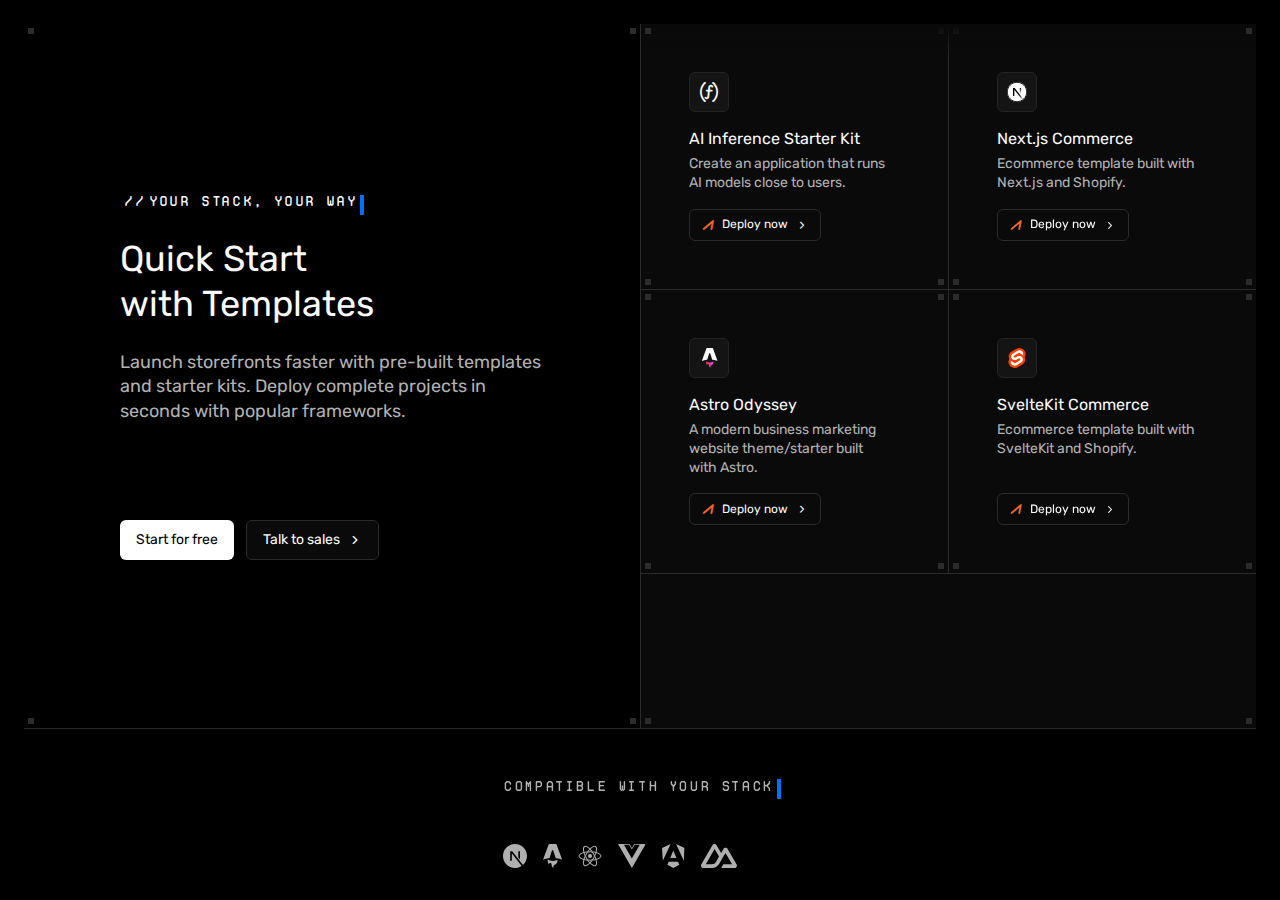 //YOUR STACK, YOUR WAY
Quick Start
with Templates
Launch storefronts faster with pre-built templates
and starter kits. Deploy complete projects in
seconds with popular frameworks.
Start for free
Talk to sales
AI Inference Starter Kit
Create an application that runs
AI models close to users.
Deploy now
Next.js Commerce
Ecommerce template built with
Next.js and Shopify.
Deploy now
Astro Odyssey
A modern business marketing
website theme/starter built
with Astro.
Deploy now
SvelteKit Commerce
Ecommerce template built with
SvelteKit and Shopify.
Deploy now
COMPATIBLE WITH YOUR STACK